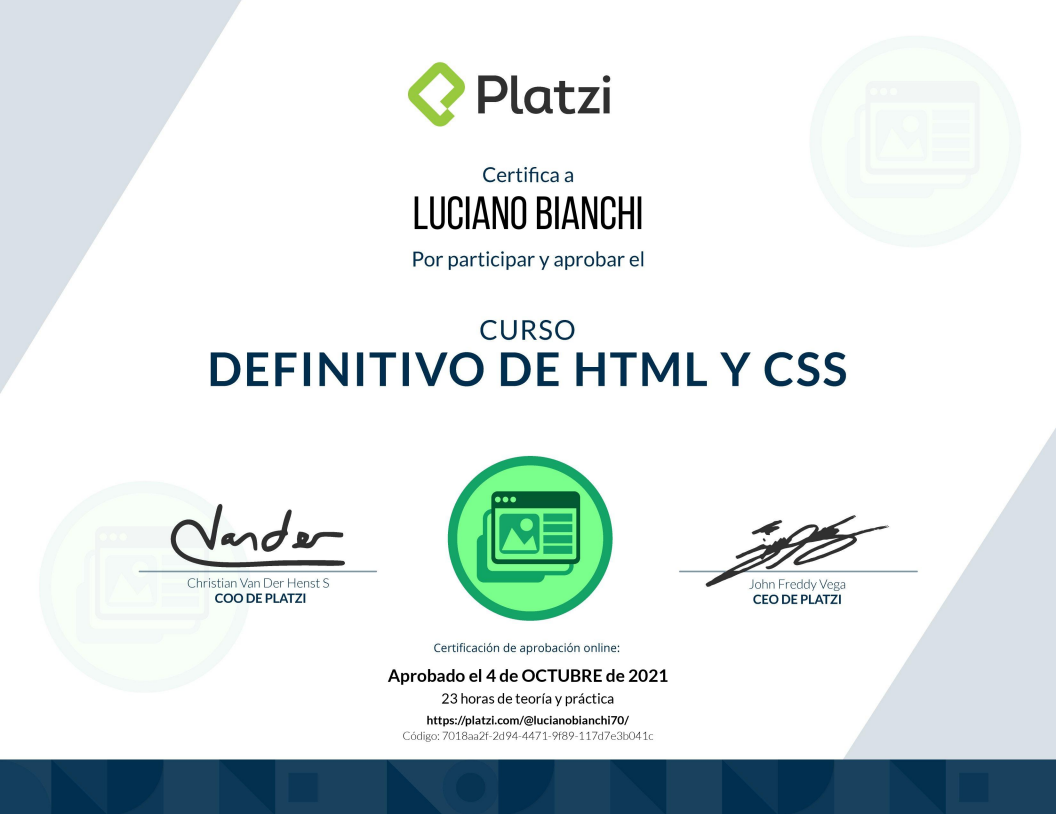 Platzi
Certifica a
LUCIANO BIANCHI
Por participar y aprobar el
CURSO
DEFINITIVO DE HTML Y CSS
Vander
Christian Van Der Henst S
COO DE PLATZI
John Freddy Vega
CEO DE PLATZI
Certificación de aprobación online:
Aprobado el 4 de OCTUBRE de 2021
23 horas de teoría y práctica
https://platzi.com/@lucianobianchi70/
Código: 7018aa2f-2d94-4471-9f89-117d7e3b041c